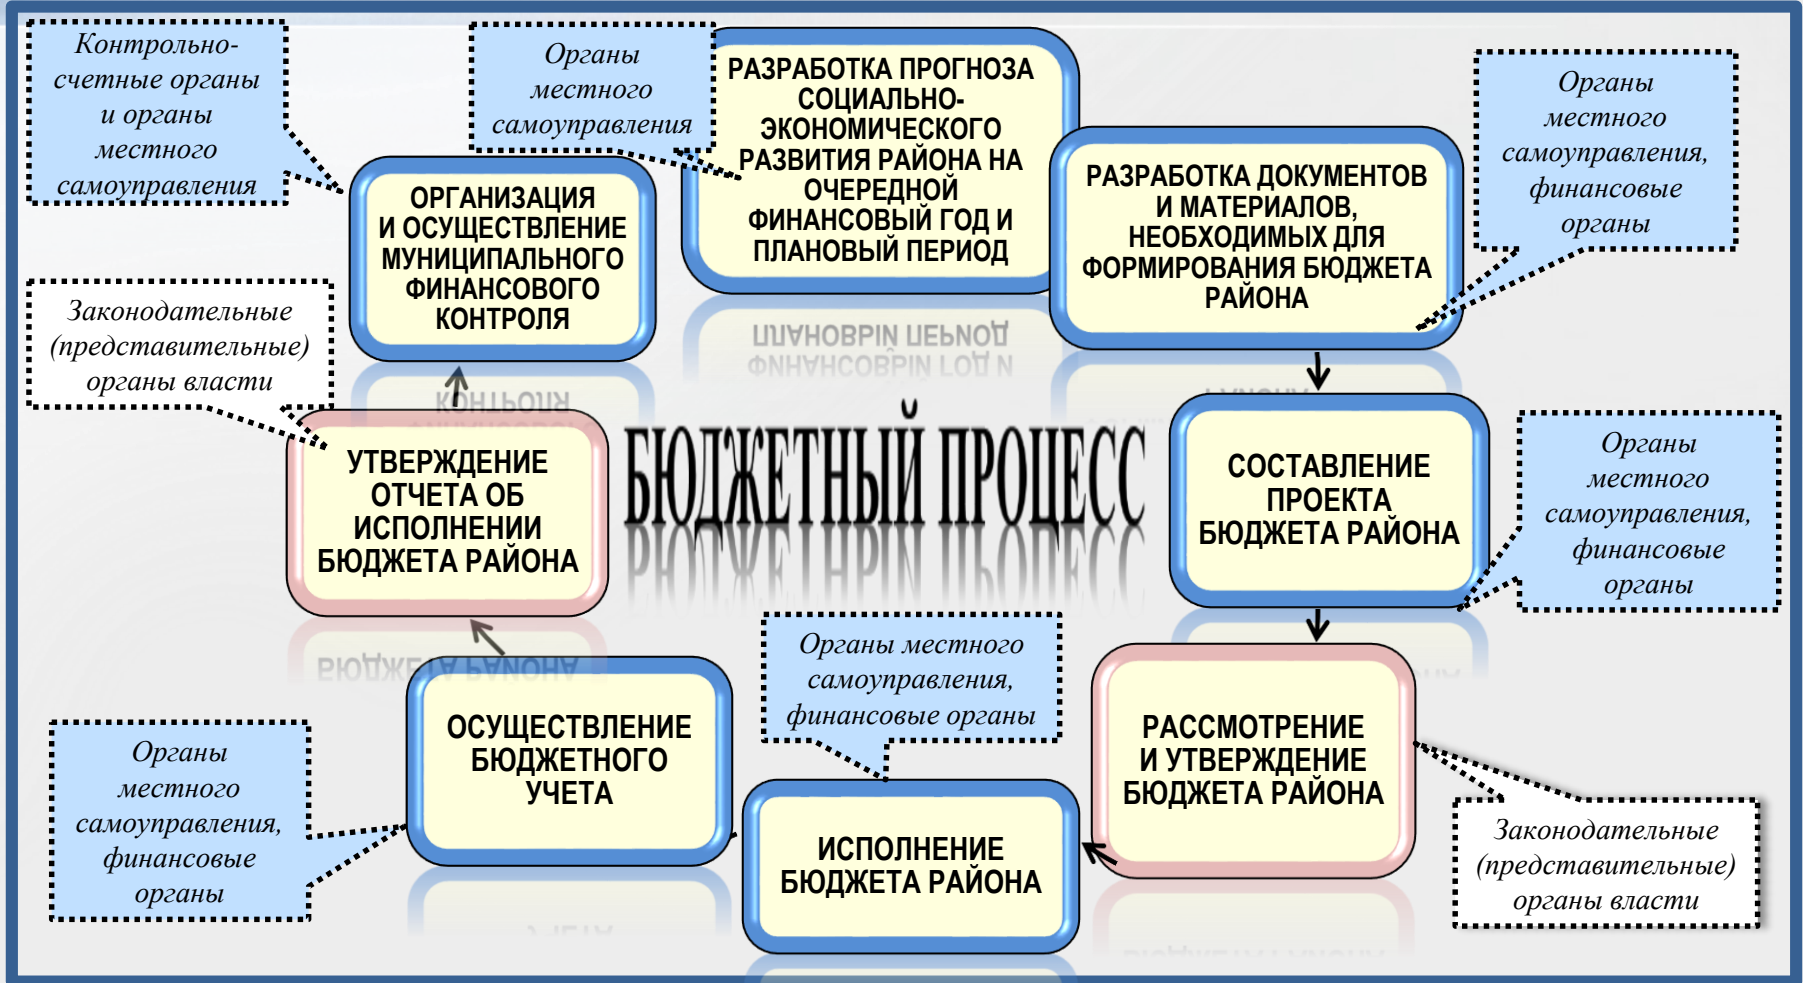 Контрольно-
счетные органы
и органы
местного
самоуправления
Органы
местного
самоуправления
РАЗРАБОТКА ПРОГНОЗА
СОЦИАЛЬНО-
ЭКОНОМИЧЕСКОГО
РАЗВИТИЯ РАЙОНА НА
ОЧЕРЕДНОЙ
ФИНАНСОВЫЙ ГОД И
ПЛАНОВЫЙ ПЕРИОД
РАЗРАБОТКА ДОКУМЕНТОВ
И МАТЕРИАЛОВ,
НЕОБХОДИМЫХ ДЛЯ
ФОРМИРОВАНИЯ БЮДЖЕТА
РАЙОНА
Органы
местного
самоуправления,
финансовые
органы
ОРГАНИЗАЦИЯ
И ОСУЩЕСТВЛЕНИЕ
МУНИЦИПАЛЬНОГО
ФИНАНСОВОГО
КОНТРОЛЯ
Законодательные
(представительные)
органы власти
УТВЕРЖДЕНИЕ
ОТЧЕТА ОБ
ИСПОЛНЕНИИ
БЮДЖЕТА РАЙОНА
БЮДЖЕТНЫЙ ПРОЦЕСС
СОСТАВЛЕНИЕ
ПРОЕКТА
БЮДЖЕТА РАЙОНА
Органы
местного
самоуправления,
финансовые
органы
Органы местного
самоуправления,
финансовые органы
ОСУЩЕСТВЛЕНИЕ
БЮДЖЕТНОГО
УЧЕТА
Органы
местного
самоуправления,
финансовые
органы
ИСПОЛНЕНИЕ
БЮДЖЕТА РАЙОНА
РАССМОТРЕНИЕ
И УТВЕРЖДЕНИЕ
БЮДЖЕТА РАЙОНА
Законодательные
(представительные)
органы власти